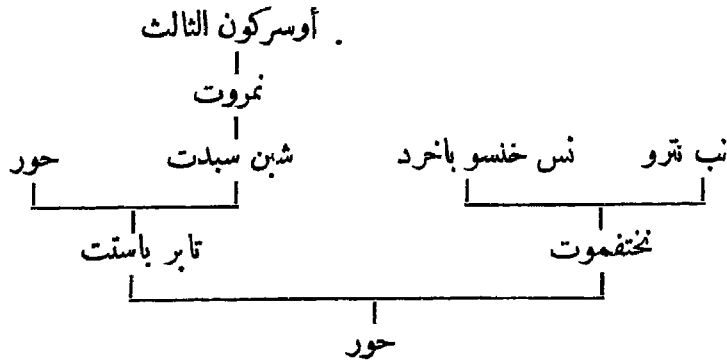 أوسركون الثالث .
نمروت
نب نترو نس خنسو باخرد شبن سبدت حور
نختفموت تابر باستت
حور